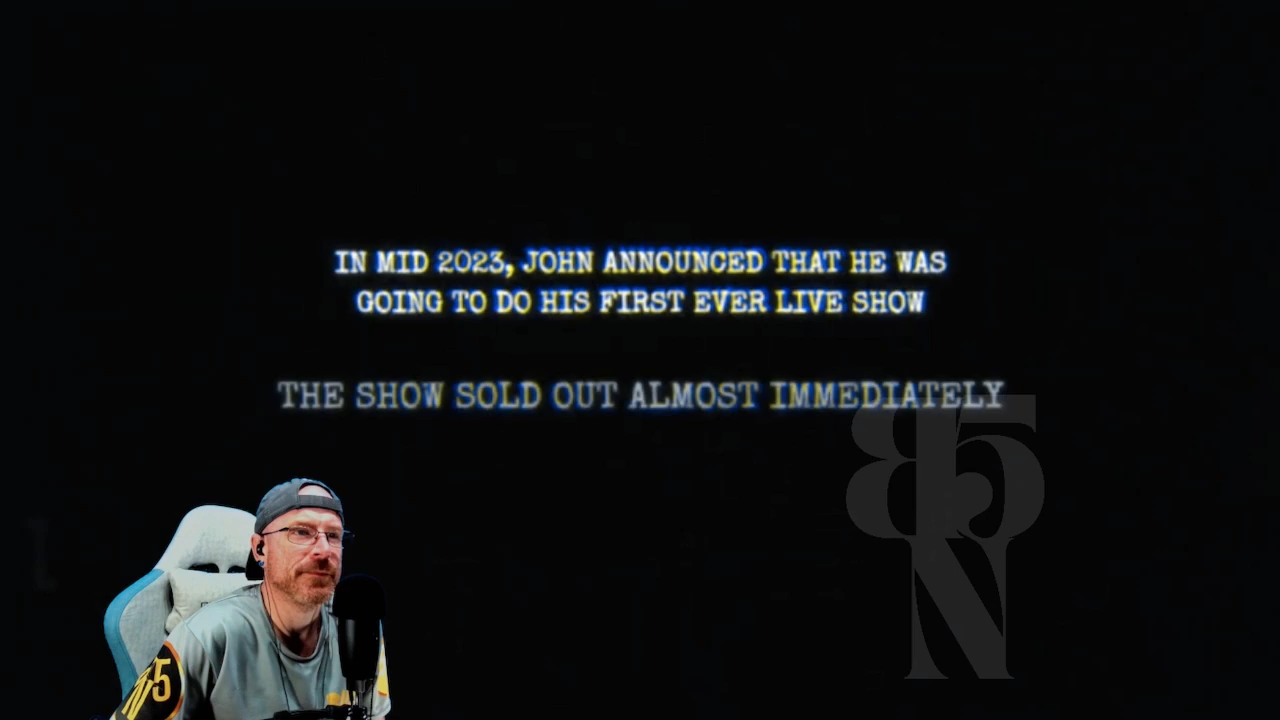 IN MID 2023, JOHN ANNOUNCED THAT HE WAS
GOING TO DO HIS FIRST EVER LIVE SHOW
THE SHOW SOLD OUT ALMOST IMMEDIATELY
N5